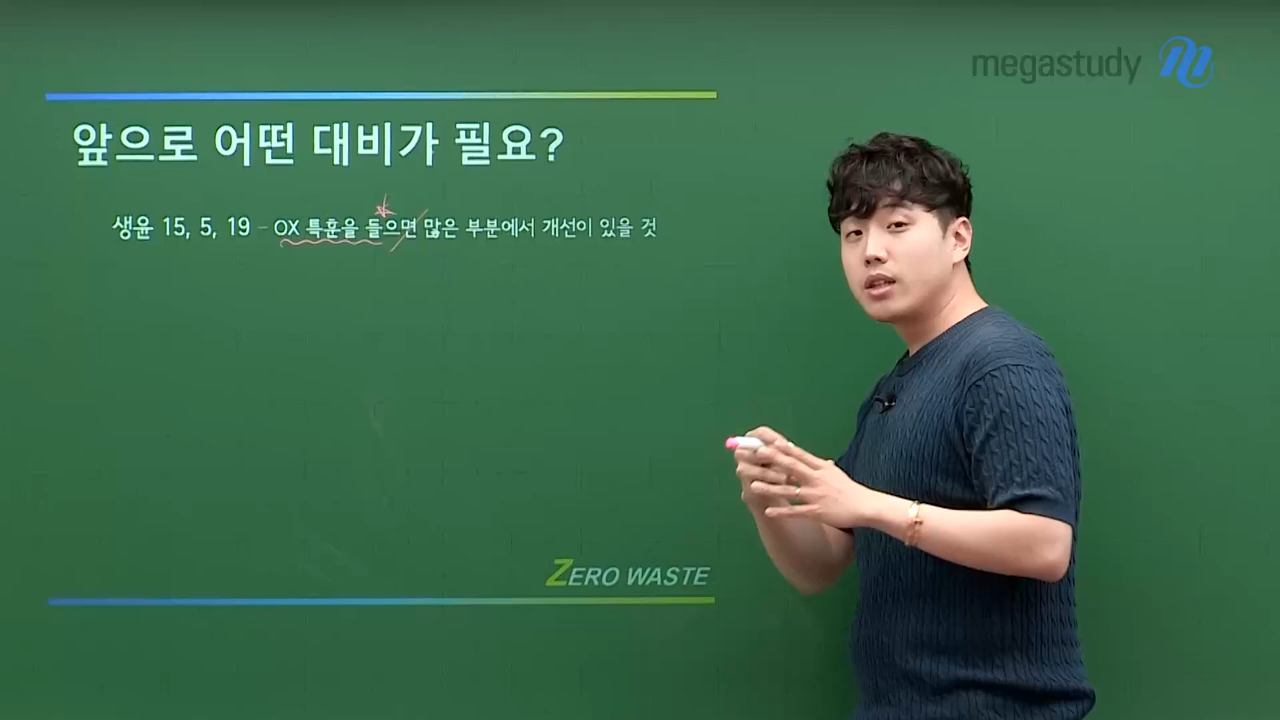 megastudy
앞으로 어떤 대비가 필요?
생윤 15, 5, 19 – OX 특훈을 들으면 많은 부분에서 개선이 있을 것
ZERO WASTE